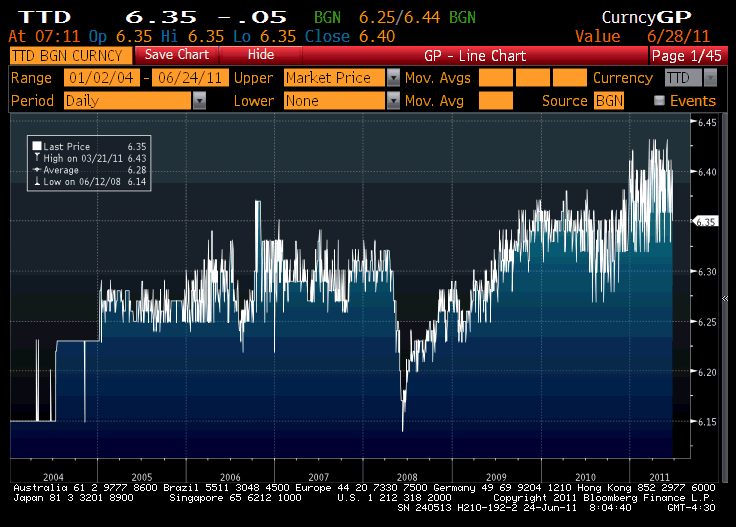 TTD 6.35 -.05 BGN 6.25/6.44 BGN CurncyGP
At 07:11 Op 6.35 Hi 6.35 Lo 6.35 Close 6.40 Value 6/28/11
TTD BGN CURNCY Save Chart Hide GP - Line Chart Page 1/45
Range 01/02/04 - 06/24/11 Upper Market Price Mov. Avgs Currency TTD
Period Daily Lower None Mov. Avg Source BGN Events
6.45
Last Price 6.35
High on 03/21/11 6.43
Average 6.28
Low on 06/12/08 6.14
6.40
6.35
6.30
6.25
6.20
6.15
2004 2005 2006 2007 2008 2009 2010 2011
Australia 61 2 9777 8600 Brazil 5511 3048 4500 Europe 44 20 7330 7500 Germany 49 69 9204 1210 Hong Kong 852 2977 6000
Japan 81 3 3201 8900 Singapore 65 6212 1000 U.S. 1 212 318 2000 Copyright 2011 Bloomberg Finance L.P.
SN 240513 H210-192-2 24-Jun-11 8:04:40 GMT-4:30